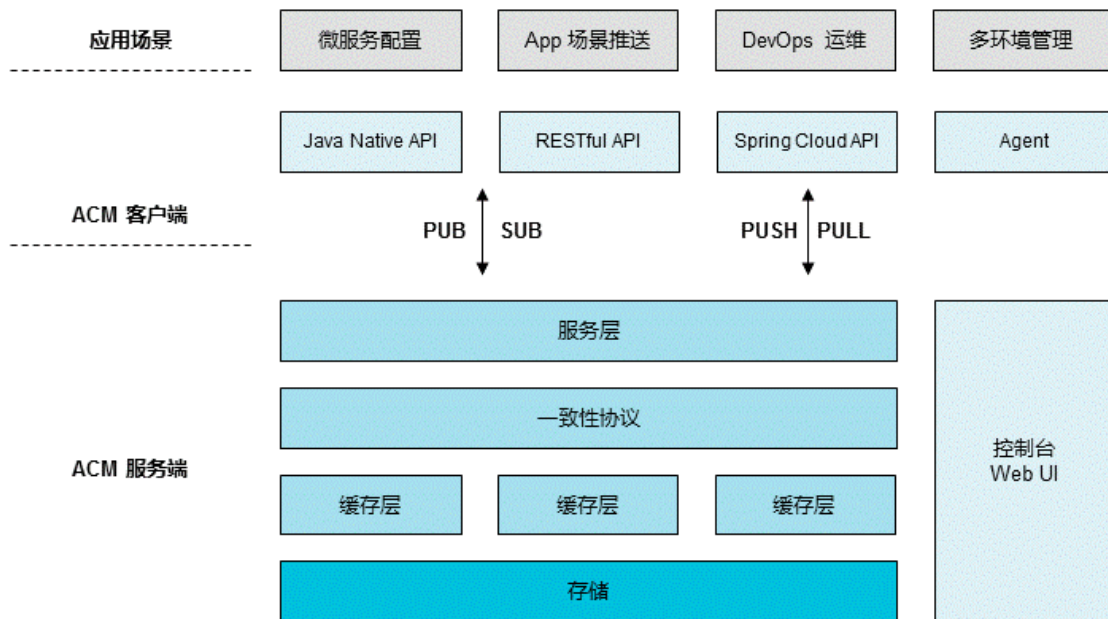 应用场景
微服务配置
App 场景推送
DevOps 运维
多环境管理
Java Native API
RESTful API
Spring Cloud API
Agent
ACM 客户端
PUB
SUB
PUSH
PULL
服务层
一致性协议
ACM 服务端
控制台
Web UI
缓存层
缓存层
缓存层
存储